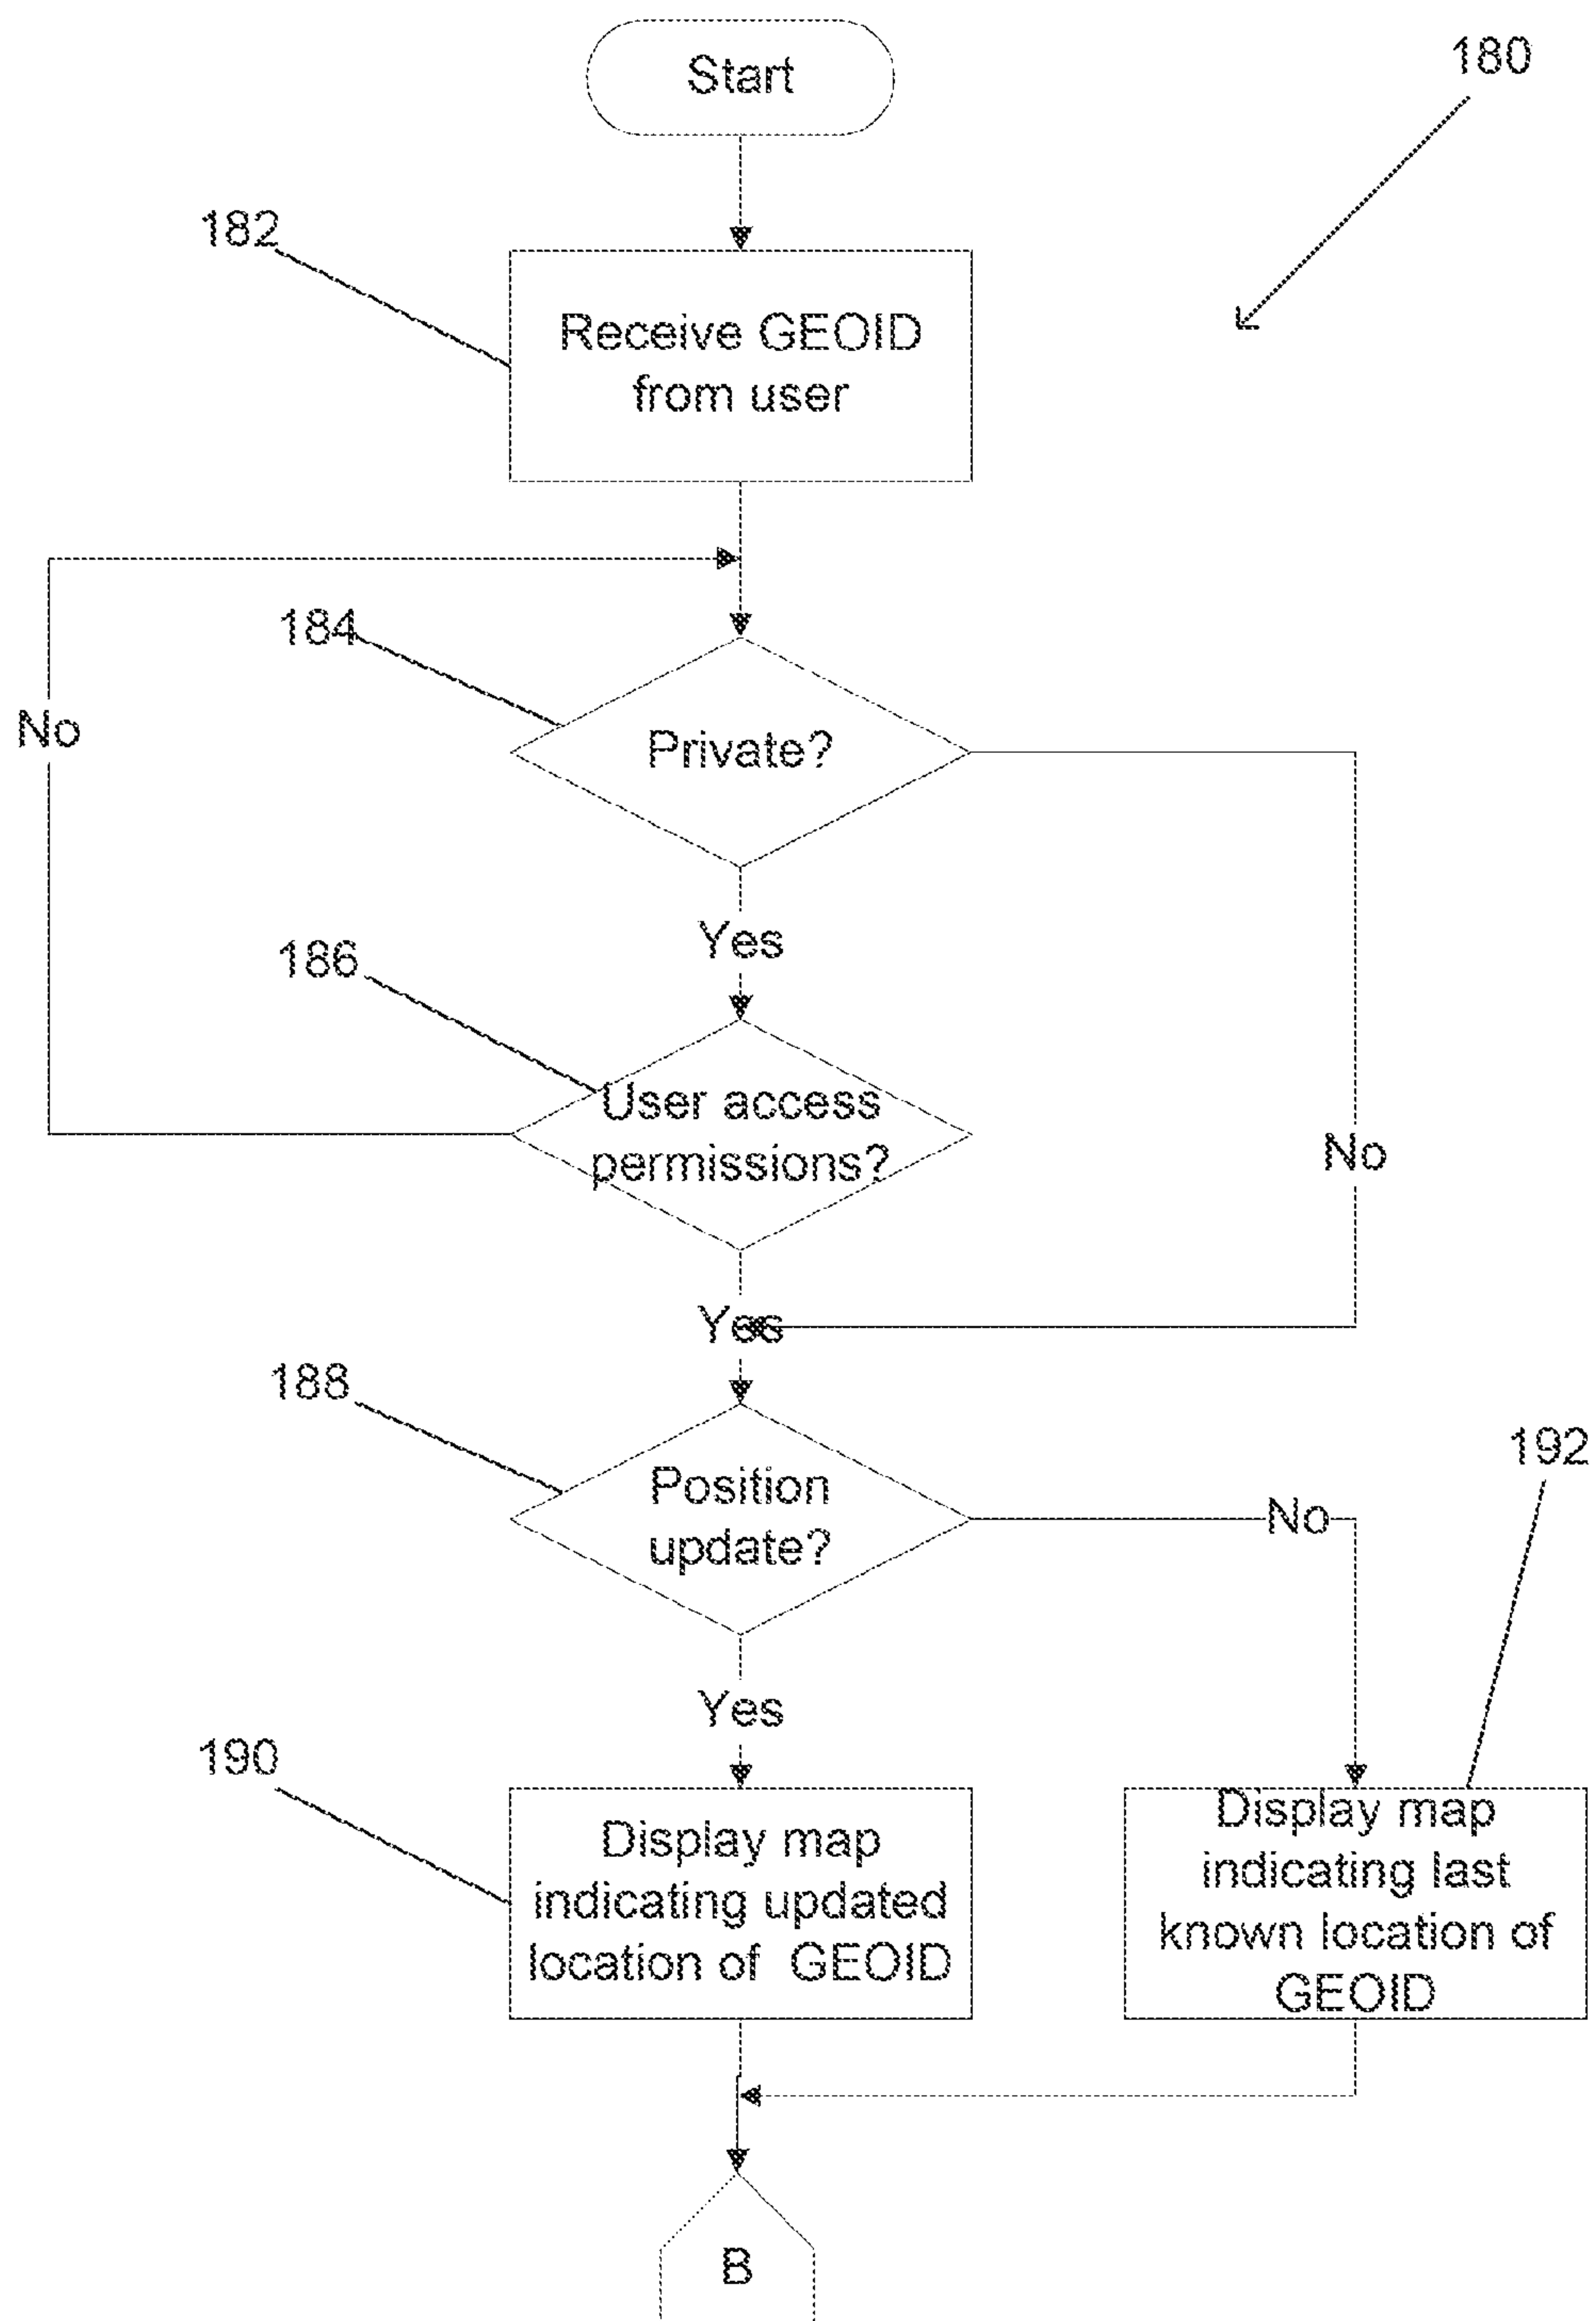 Start
180
182
Receive GEOID
from user
184
No
Private?
Yes
186
User access
permissions?
No
Yes
188
192
Position
update?
No
Yes
190
Display map
indicating updated
location of GEOID
Display map
indicating last
known location of
GEOID
B